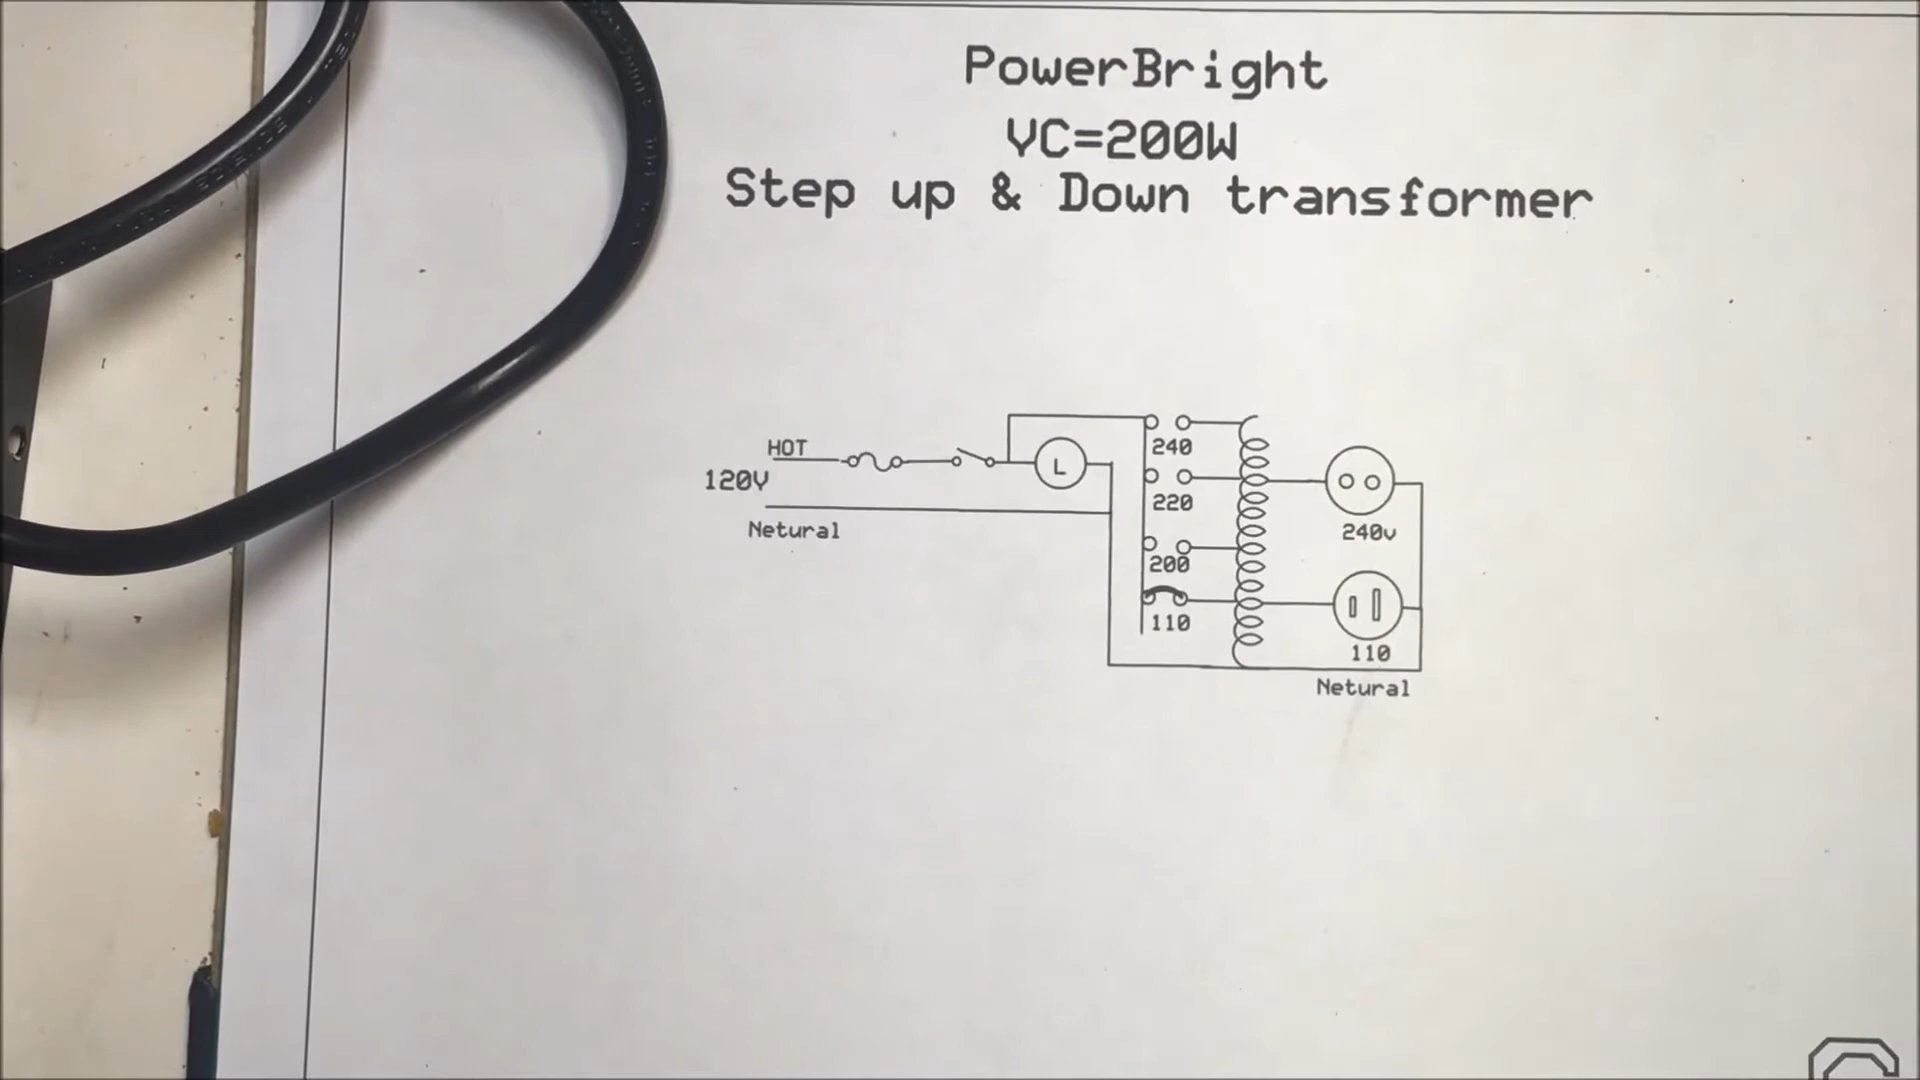 PowerBright
VC=200W
Step up & Down transformer
HOT
120V
Netural
L
240
220
200
110
240v
110
Netural